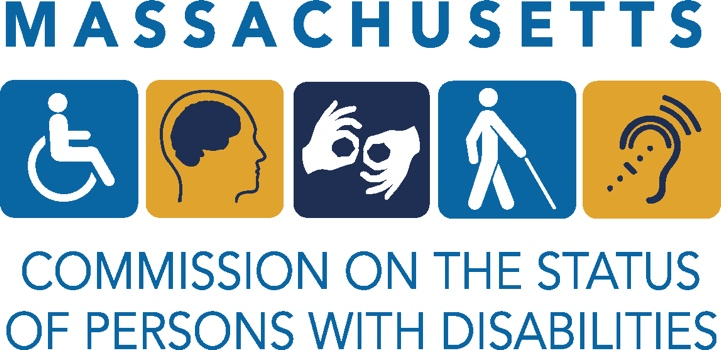 MASSACHUSETTS
COMMISSION ON THE STATUS
OF PERSONS WITH DISABILITIES